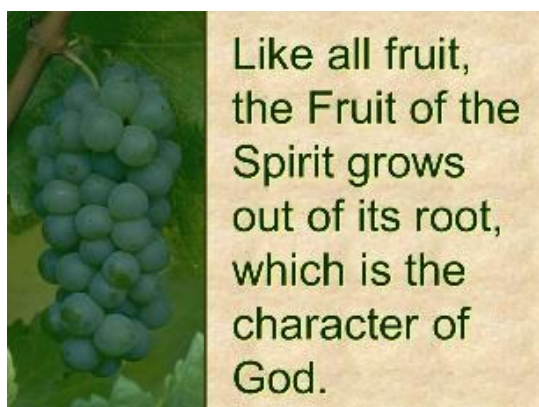 Like all fruit,
the Fruit of the
Spirit grows
out of its root,
which is the
character of
God.